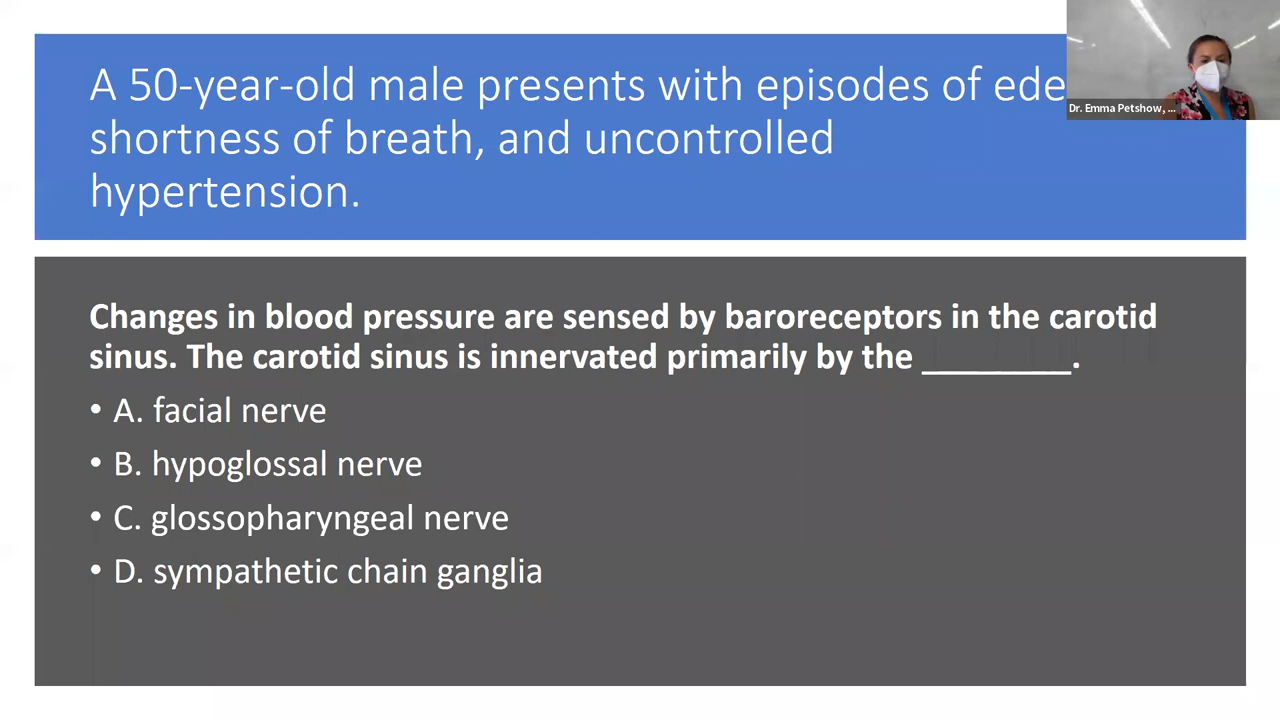 A 50-year-old male presents with episodes of ede
shortness of breath, and uncontrolled
hypertension.
Dr. Emma Petshow, ...
Changes in blood pressure are sensed by baroreceptors in the carotid
sinus. The carotid sinus is innervated primarily by the ________.
• A. facial nerve
• B. hypoglossal nerve
• C. glossopharyngeal nerve
• D. sympathetic chain ganglia